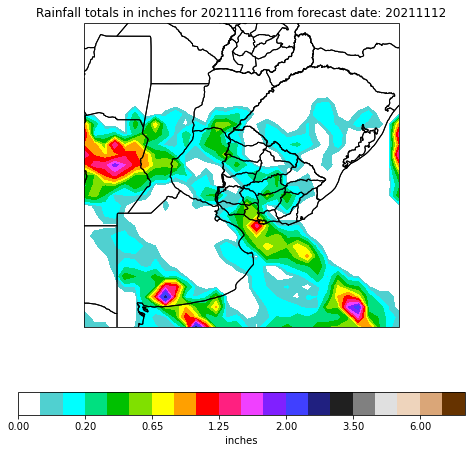 Rainfall totals in inches for 20211116 from forecast date: 20211112
0.00 0.20 0.65 1.25 2.00 3.50 6.00
inches